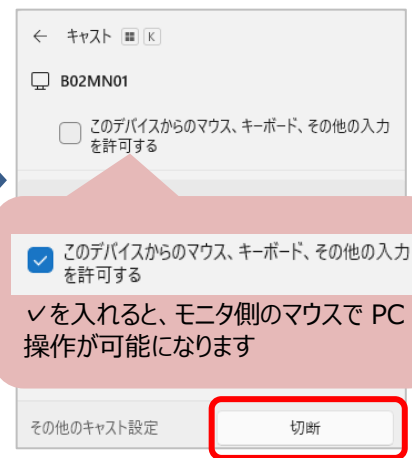 ← キャスト K
B02MN01
このデバイスからのマウス、キーボード、その他の入力
を許可する
このデバイスからのマウス、キーボード、その他の入力
を許可する
✓を入れると、モニタ側のマウスで PC
操作が可能になります
その他のキャスト設定 切断